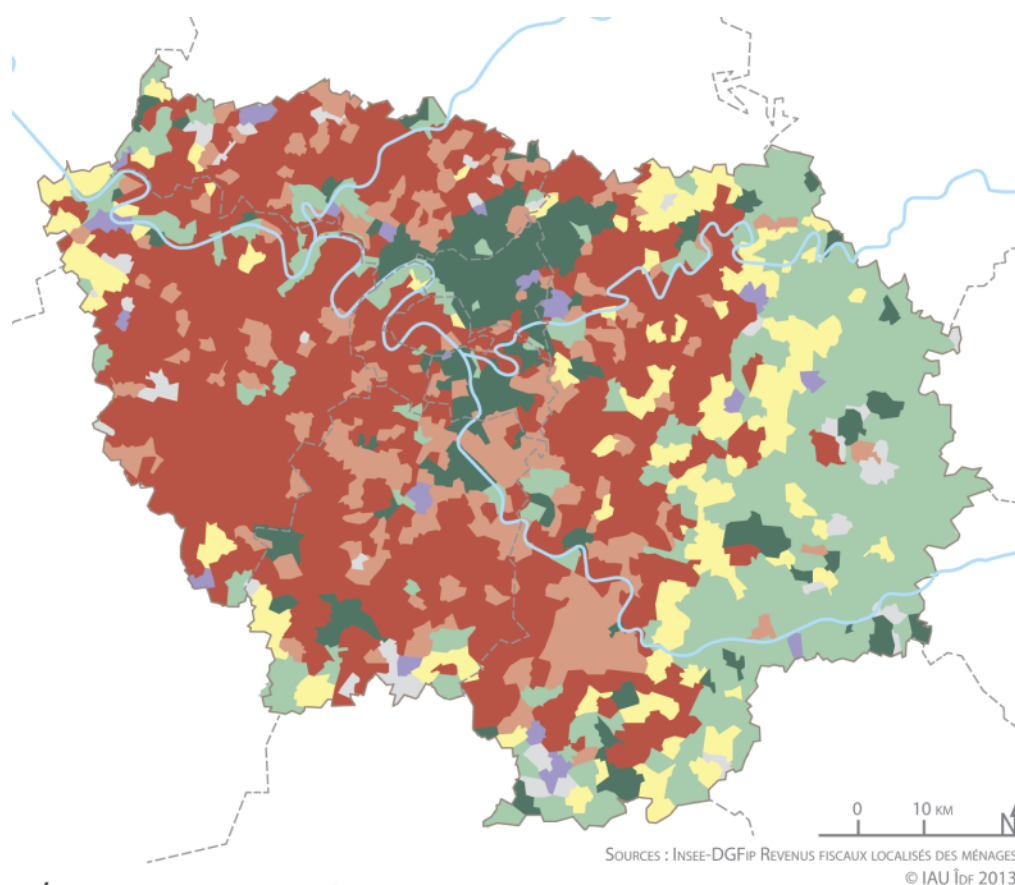 0 10 KM
N
SOURCES : INSEE-DGFIP REVENUS FISCAUX LOCALISÉS DES MÉNAGES
© IAU ÎDF 2013